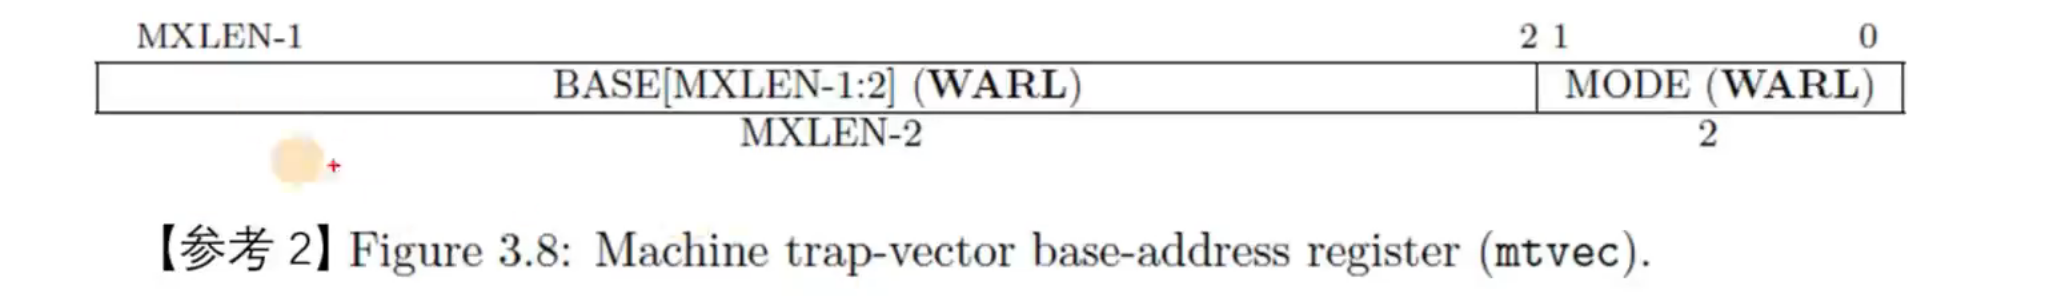 MXLEN-1 2 1 0
BASE[MXLEN-1:2] (WARL) MODE (WARL)
MXLEN-2 2
【参考 2】Figure 3.8: Machine trap-vector base-address register (mtvec).